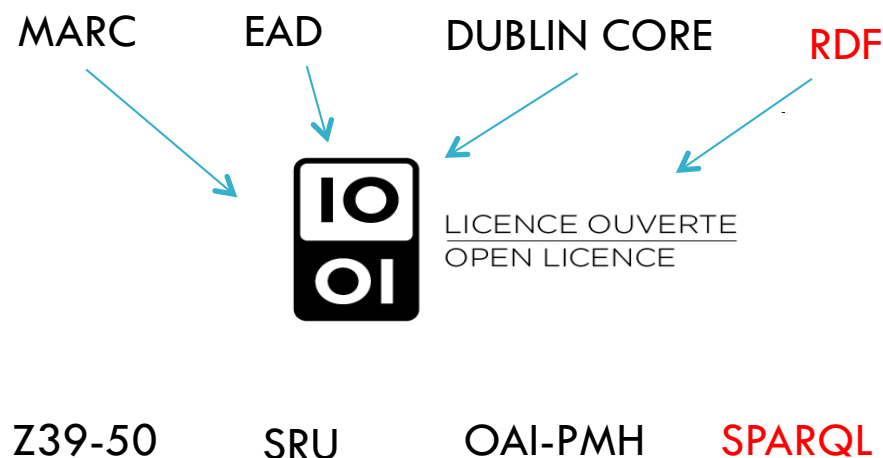 MARC EAD DUBLIN CORE RDF
-
IO
OI
LICENCE OUVERTE
OPEN LICENCE
Z39-50 SRU OAI-PMH SPARQL